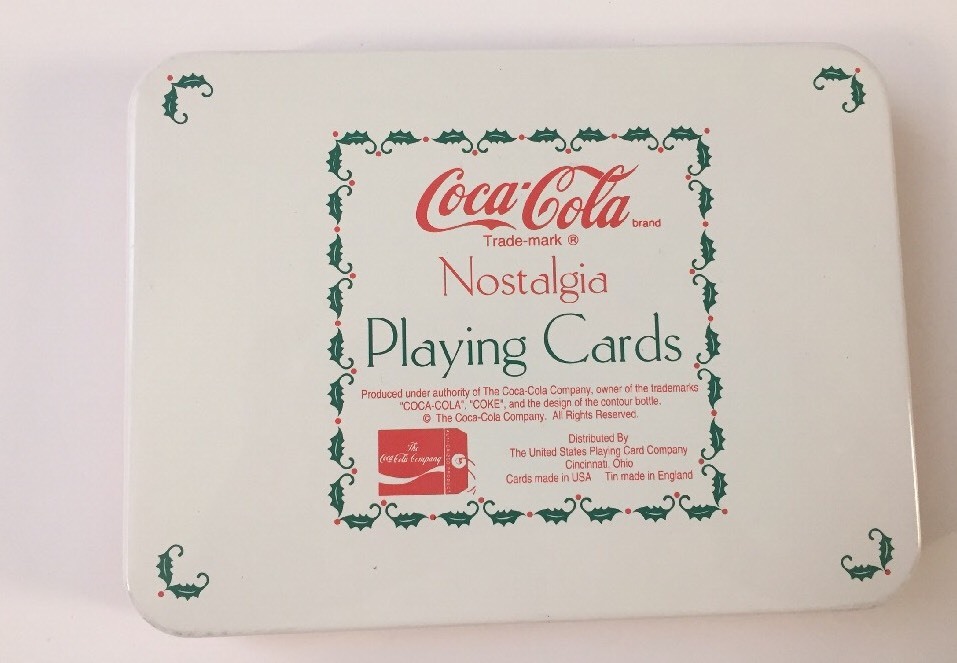 Coca-Cola brand
Trade-mark ®
Nostalgia
Playing Cards
Produced under authority of The Coca-Cola Company, owner of the trademarks
"COCA-COLA", "COKE", and the design of the contour bottle.
© The Coca-Cola Company. All Rights Reserved.
The
Coca-Cola Company
Distributed By
The United States Playing Card Company
Cincinnati, Ohio
Cards made in USA Tin made in England